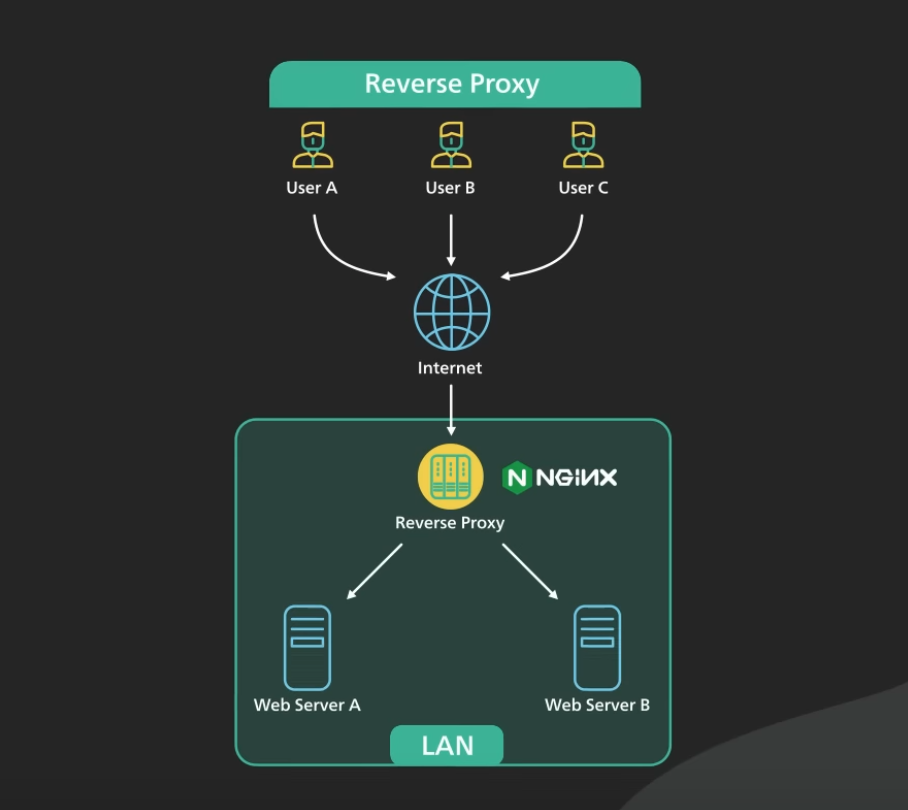 Reverse Proxy
User A
User B
User C
Internet
N NGINX
Reverse Proxy
Web Server A
Web Server B
LAN